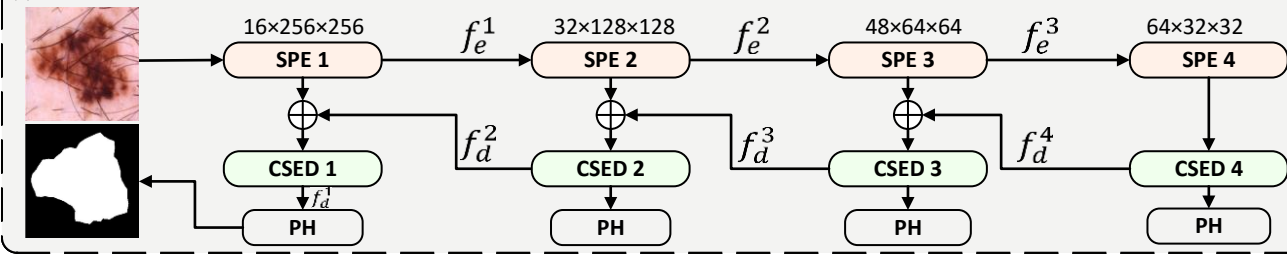 16×256×256 32×128×128 48×64×64 64×32×32
SPE 1 f_e^1 SPE 2 f_e^2 SPE 3 f_e^3 SPE 4
f_d^2 f_d^3 f_d^4
CSED 1 CSED 2 CSED 3 CSED 4
f_d^1
PH PH PH PH